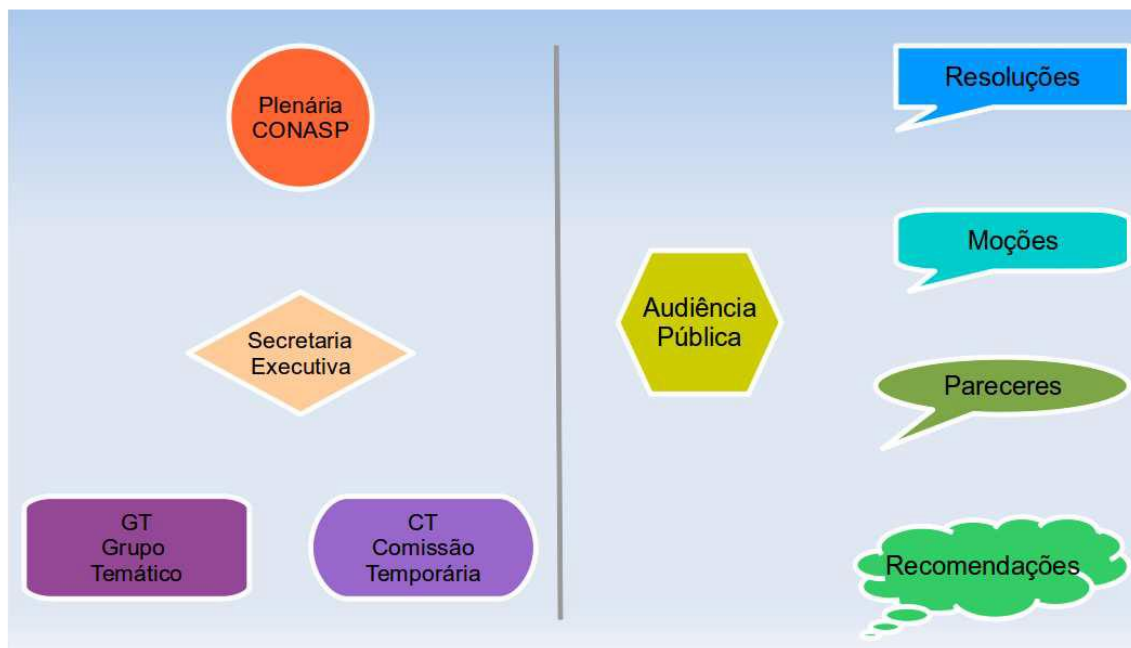 Plenária
CONASP
Secretaria
Executiva
GT
Grupo
Temático
CT
Comissão
Temporária
Audiência
Pública
Resoluções
Moções
Pareceres
Recomendações